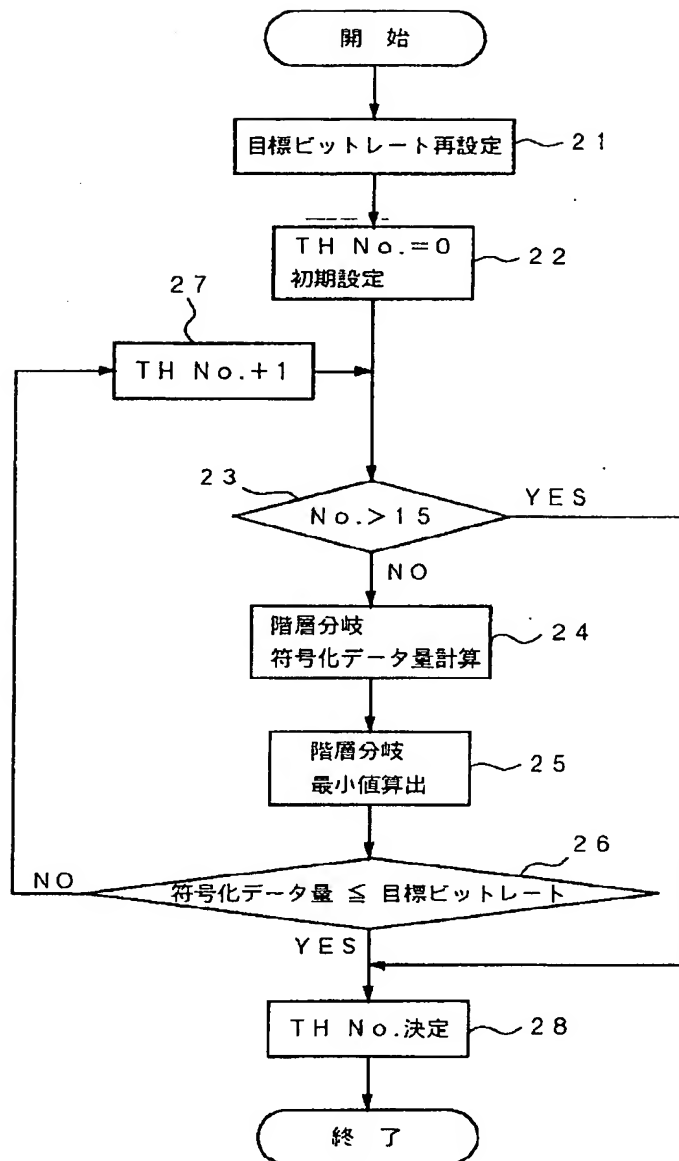 開 始
目標ビットレート再設定
21
TH No.=0
初期設定
22
27
TH No.+1
23
No.>15
YES
NO
階層分岐
符号化データ量計算
24
階層分岐
最小値算出
25
26
符号化データ量 ≦ 目標ビットレート
NO
YES
TH No.決定
28
終 了